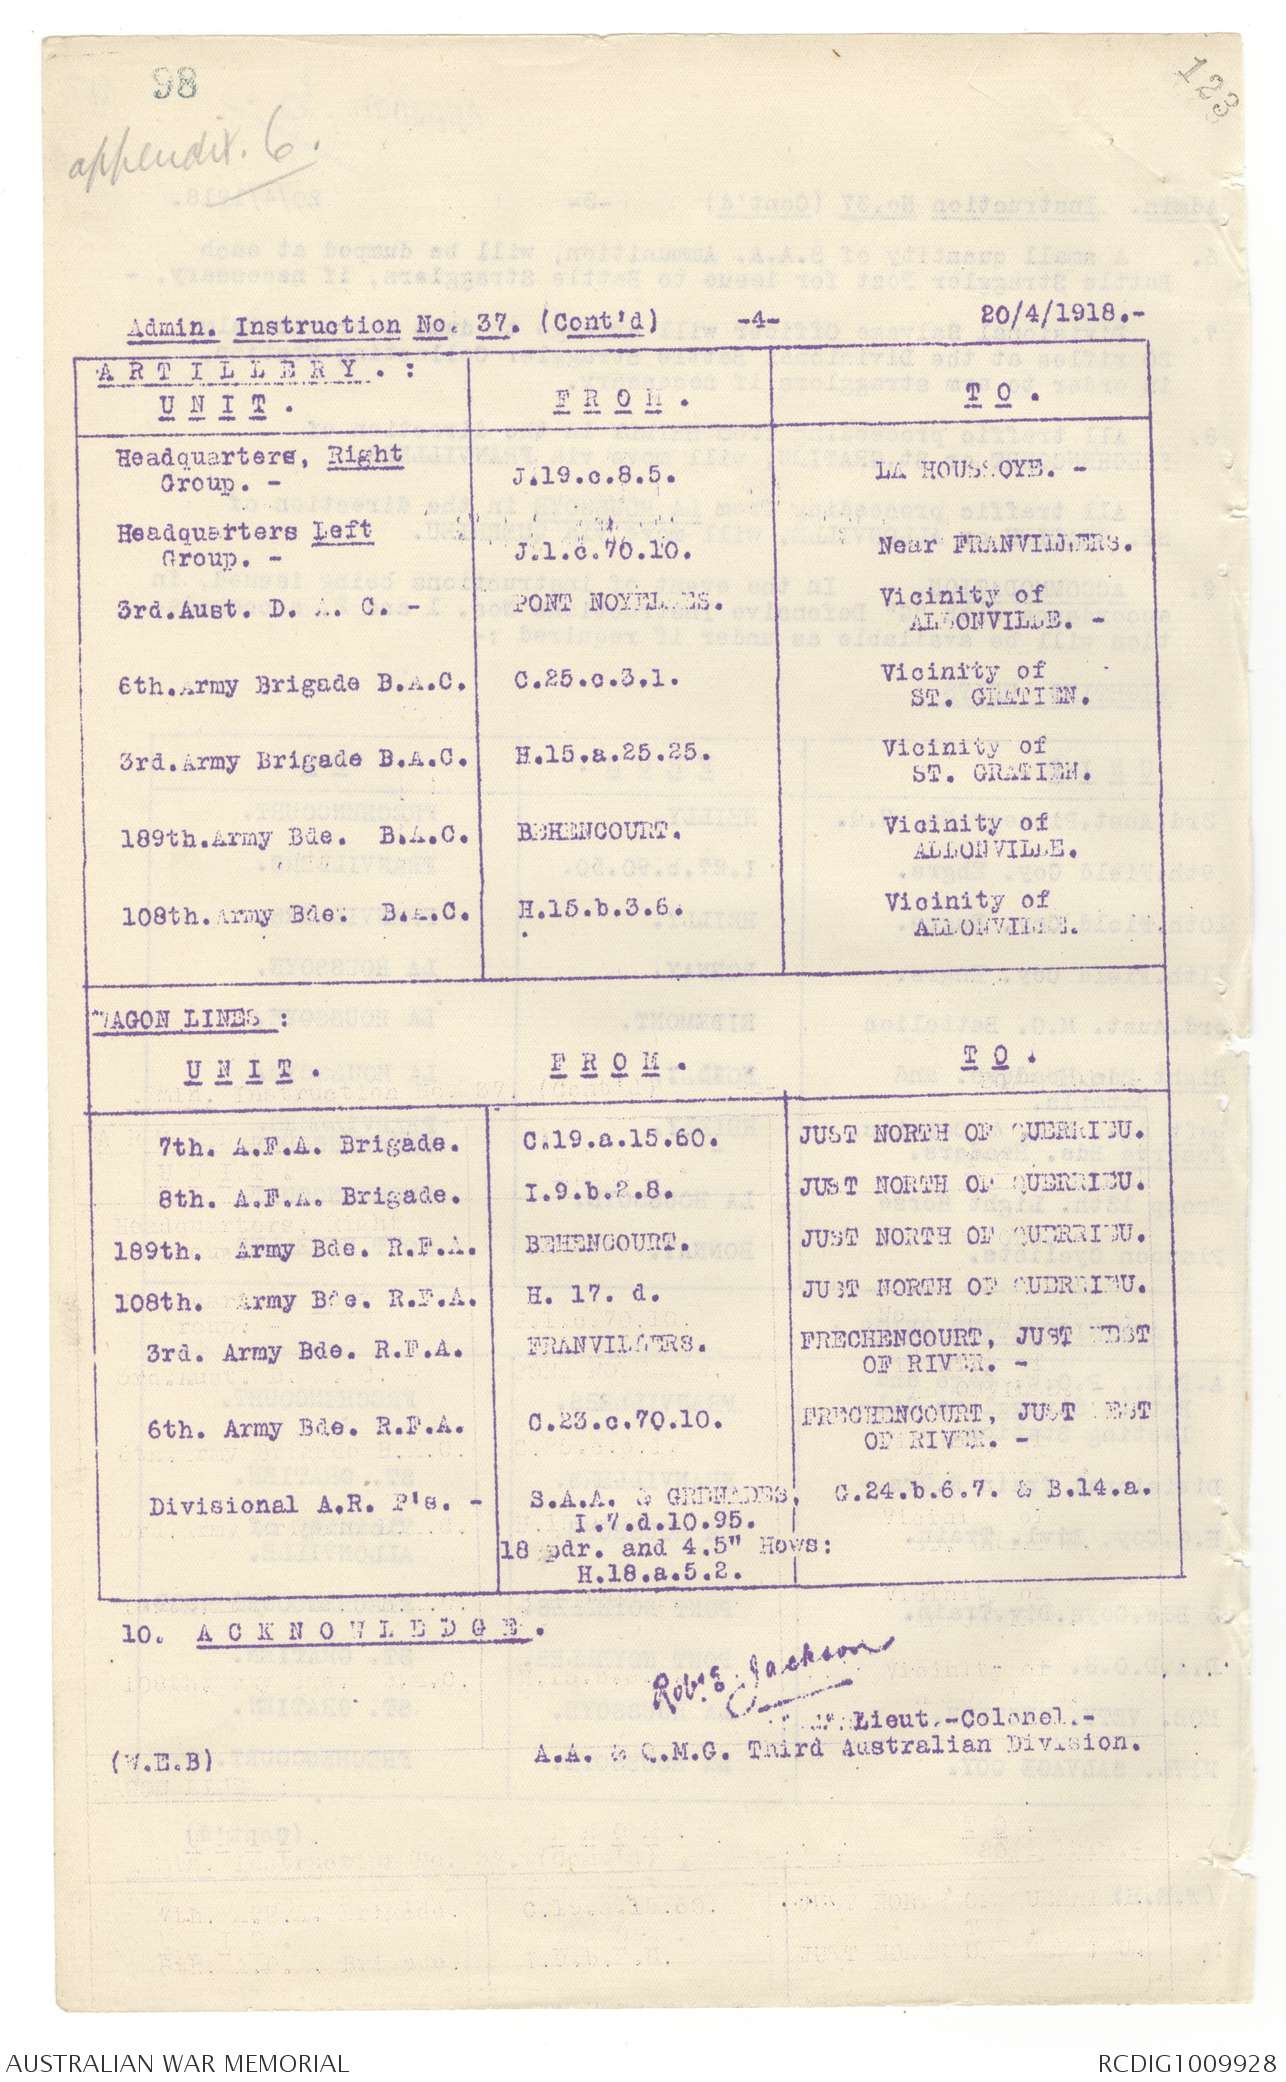 98
123
appendix. 6.
Admin. Instruction No. 37. (Cont'd) -4- 20/4/1918.-
ARTILLERY. :
UNIT. FROM. TO.
Headquarters, Right
Group. - J.19.c.8.5. LA HOUSSOYE. -
Headquarters Left
Group. - J.1.c.70.10. Near FRANVILLERS.
3rd.Aust. D. A. C. - PONT NOYELLES. Vicinity of
ALLONVILLE. -
6th.Army Brigade B.A.C. C.25.c.3.1. Vicinity of
ST. GRATIEN.
3rd.Army Brigade B.A.C. H.15.a.25.25. Vicinity of
ST. GRATIEN.
189th.Army Bde. B.A.C. BEHENCOURT. Vicinity of
ALLONVILLE.
108th.Army Bde. B.A.C. H.15.b.3.6. Vicinity of
ALLONVILLE.
WAGON LINES :
UNIT. FROM. TO.
7th. A.F.A. Brigade. C.19.a.15.60. JUST NORTH OF QUERRIEU.
8th. A.F.A. Brigade. I.9.b.2.8. JUST NORTH OF QUERRIEU.
189th. Army Bde. R.F.A. BEHENCOURT. JUST NORTH OF QUERRIEU.
108th. Army Bde. R.F.A. H. 17. d. JUST NORTH OF QUERRIEU.
3rd. Army Bde. R.F.A. FRANVILLERS. FRECHENCOURT, JUST WEST
OF RIVER. -
6th. Army Bde. R.F.A. C.23.c.70.10. FRECHENCOURT, JUST WEST
OF RIVER. -
Divisional A.R. P's. - S.A.A. & GRENADES, C.24.b.6.7. & B.14.a.
I.7.d.10.95.
18 pdr. and 4.5" Hows:
H.18.a.5.2.
10. ACKNOWLEDGE.
Robt E. Jackson
Lieut.-Colonel.-
(W.E.B) A.A. & Q.M.G. Third Australian Division.
AUSTRALIAN WAR MEMORIAL RCDIG1009928